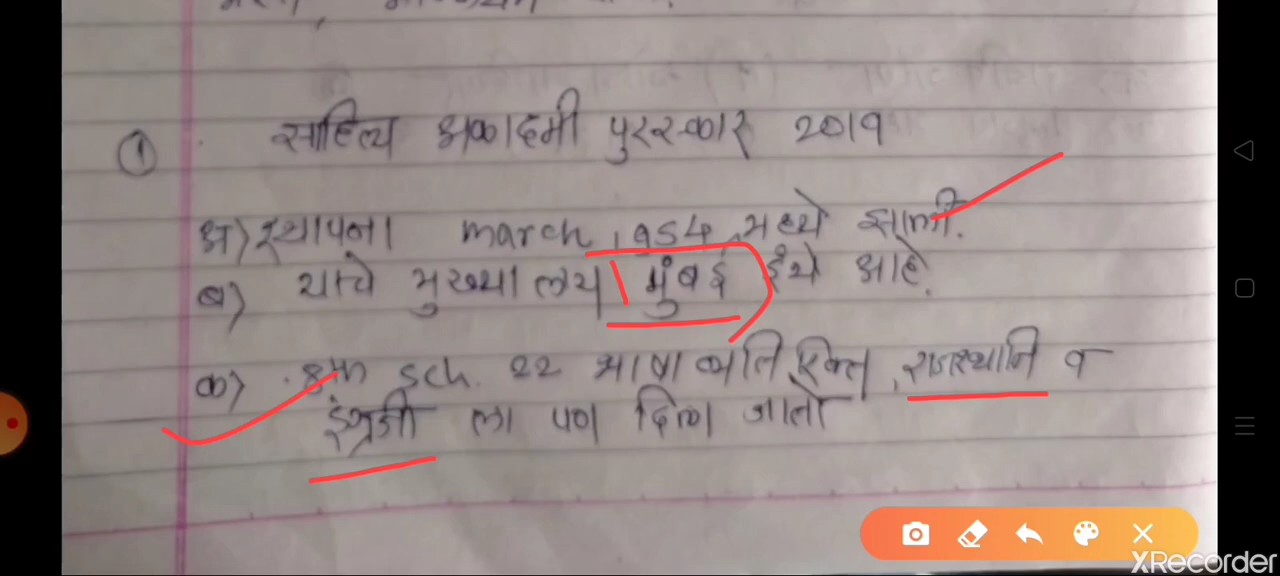 ① साहित्य अकादमी पुरस्कार 2019
अ) स्थापना march 1954 मध्ये झाली.
ब) याचे मुख्यालय मुंबई ईथे आहे.
क) 8th sch. 22 भाषा व्यतिरिक्त, राजस्थानि व
इंग्रजी ला पण दिला जातो
XRecorder